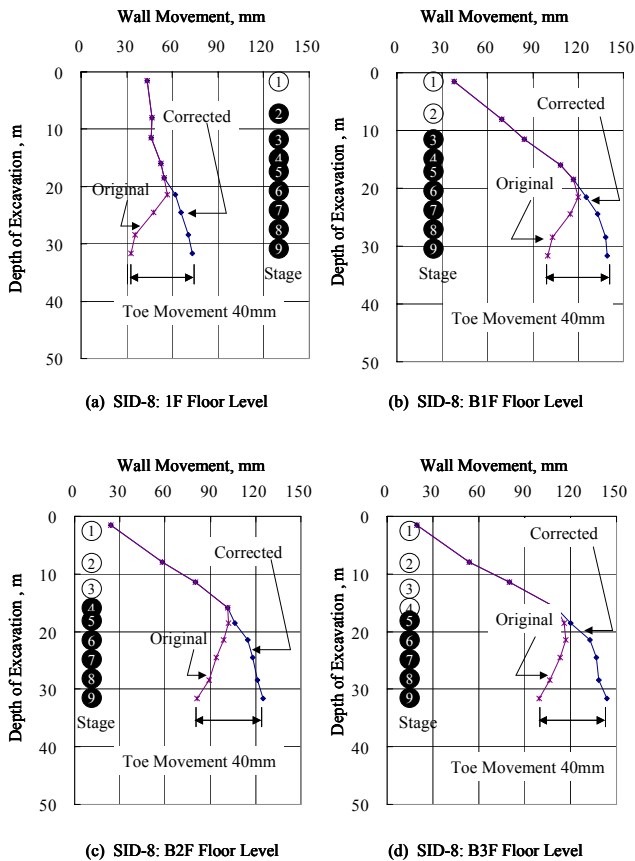 Wall Movement, mm
0 30 60 90 120 150
0
10
20
30
40
50
Depth of Excavation , m
1
2
3
4
5
6
7
8
9
Stage
Corrected
Original
Toe Movement 40mm
(a) SID-8: 1F Floor Level
Wall Movement, mm
0 30 60 90 120 150
0
10
20
30
40
50
Depth of Excavation , m
1
2
3
4
5
6
7
8
9
Stage
Corrected
Original
Toe Movement 40mm
(b) SID-8: B1F Floor Level
Wall Movement, mm
0 30 60 90 120 150
0
10
20
30
40
50
Depth of Excavation , m
1
2
3
4
5
6
7
8
9
Stage
Corrected
Original
Toe Movement 40mm
(c) SID-8: B2F Floor Level
Wall Movement, mm
0 30 60 90 120 150
0
10
20
30
40
50
Depth of Excavation , m
1
2
3
4
5
6
7
8
9
Stage
Corrected
Original
Toe Movement 40mm
(d) SID-8: B3F Floor Level